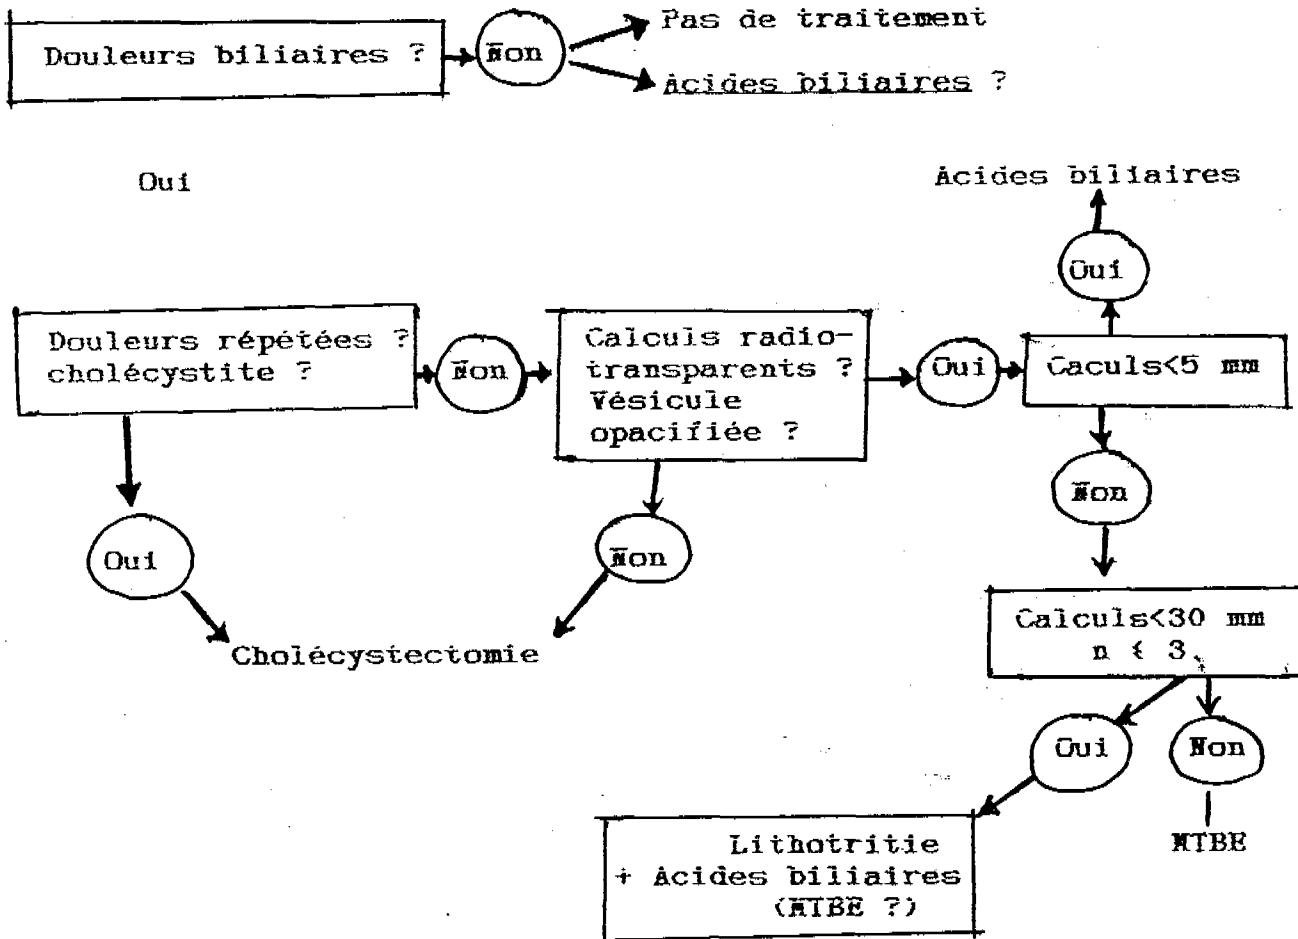 Douleurs biliaires ?
Non
Pas de traitement
Acides biliaires ?
Oui
Acides biliaires
Oui
Douleurs répétées ?
cholécystite ?
Non
Calculs radio-
transparents ?
Vésicule
opacifiée ?
Oui
Caculs<5 mm
Non
Oui
Non
Cholécystectomie
Calculs<30 mm
n ≤ 3
Oui
Non
Lithotritie
+ Acides biliaires
(MTBE ?)
MTBE